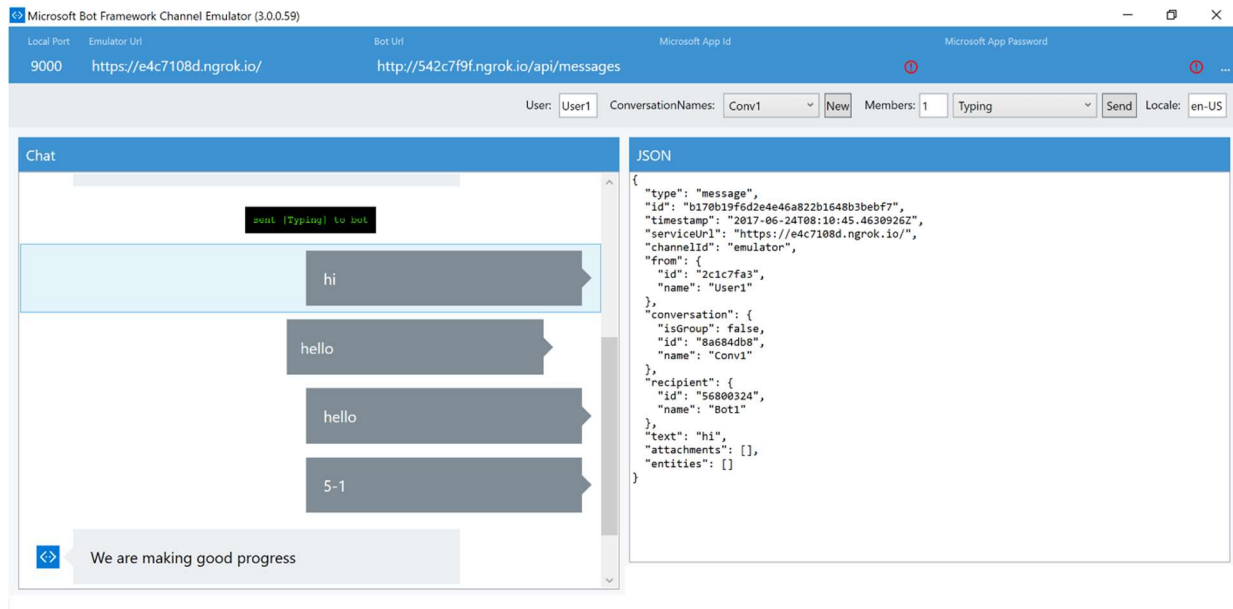 Microsoft Bot Framework Channel Emulator (3.0.0.59)
Local Port Emulator Url Bot Url Microsoft App Id Microsoft App Password
9000 https://e4c7108d.ngrok.io/ http://542c7f9f.ngrok.io/api/messages ...
User: User1 ConversationNames: Conv1 New Members: 1 Typing Send Locale: en-US
Chat
sent [Typing] to bot
hi
hello
hello
5-1
We are making good progress
JSON
{
  "type": "message",
  "id": "b170b19f6d2e4e46a822b1648b3bebf7",
  "timestamp": "2017-06-24T08:10:45.4630926Z",
  "serviceUrl": "https://e4c7108d.ngrok.io/",
  "channelId": "emulator",
  "from": {
    "id": "2c1c7fa3",
    "name": "User1"
  },
  "conversation": {
    "isGroup": false,
    "id": "8a684db8",
    "name": "Conv1"
  },
  "recipient": {
    "id": "56800324",
    "name": "Bot1"
  },
  "text": "hi",
  "attachments": [],
  "entities": []
}